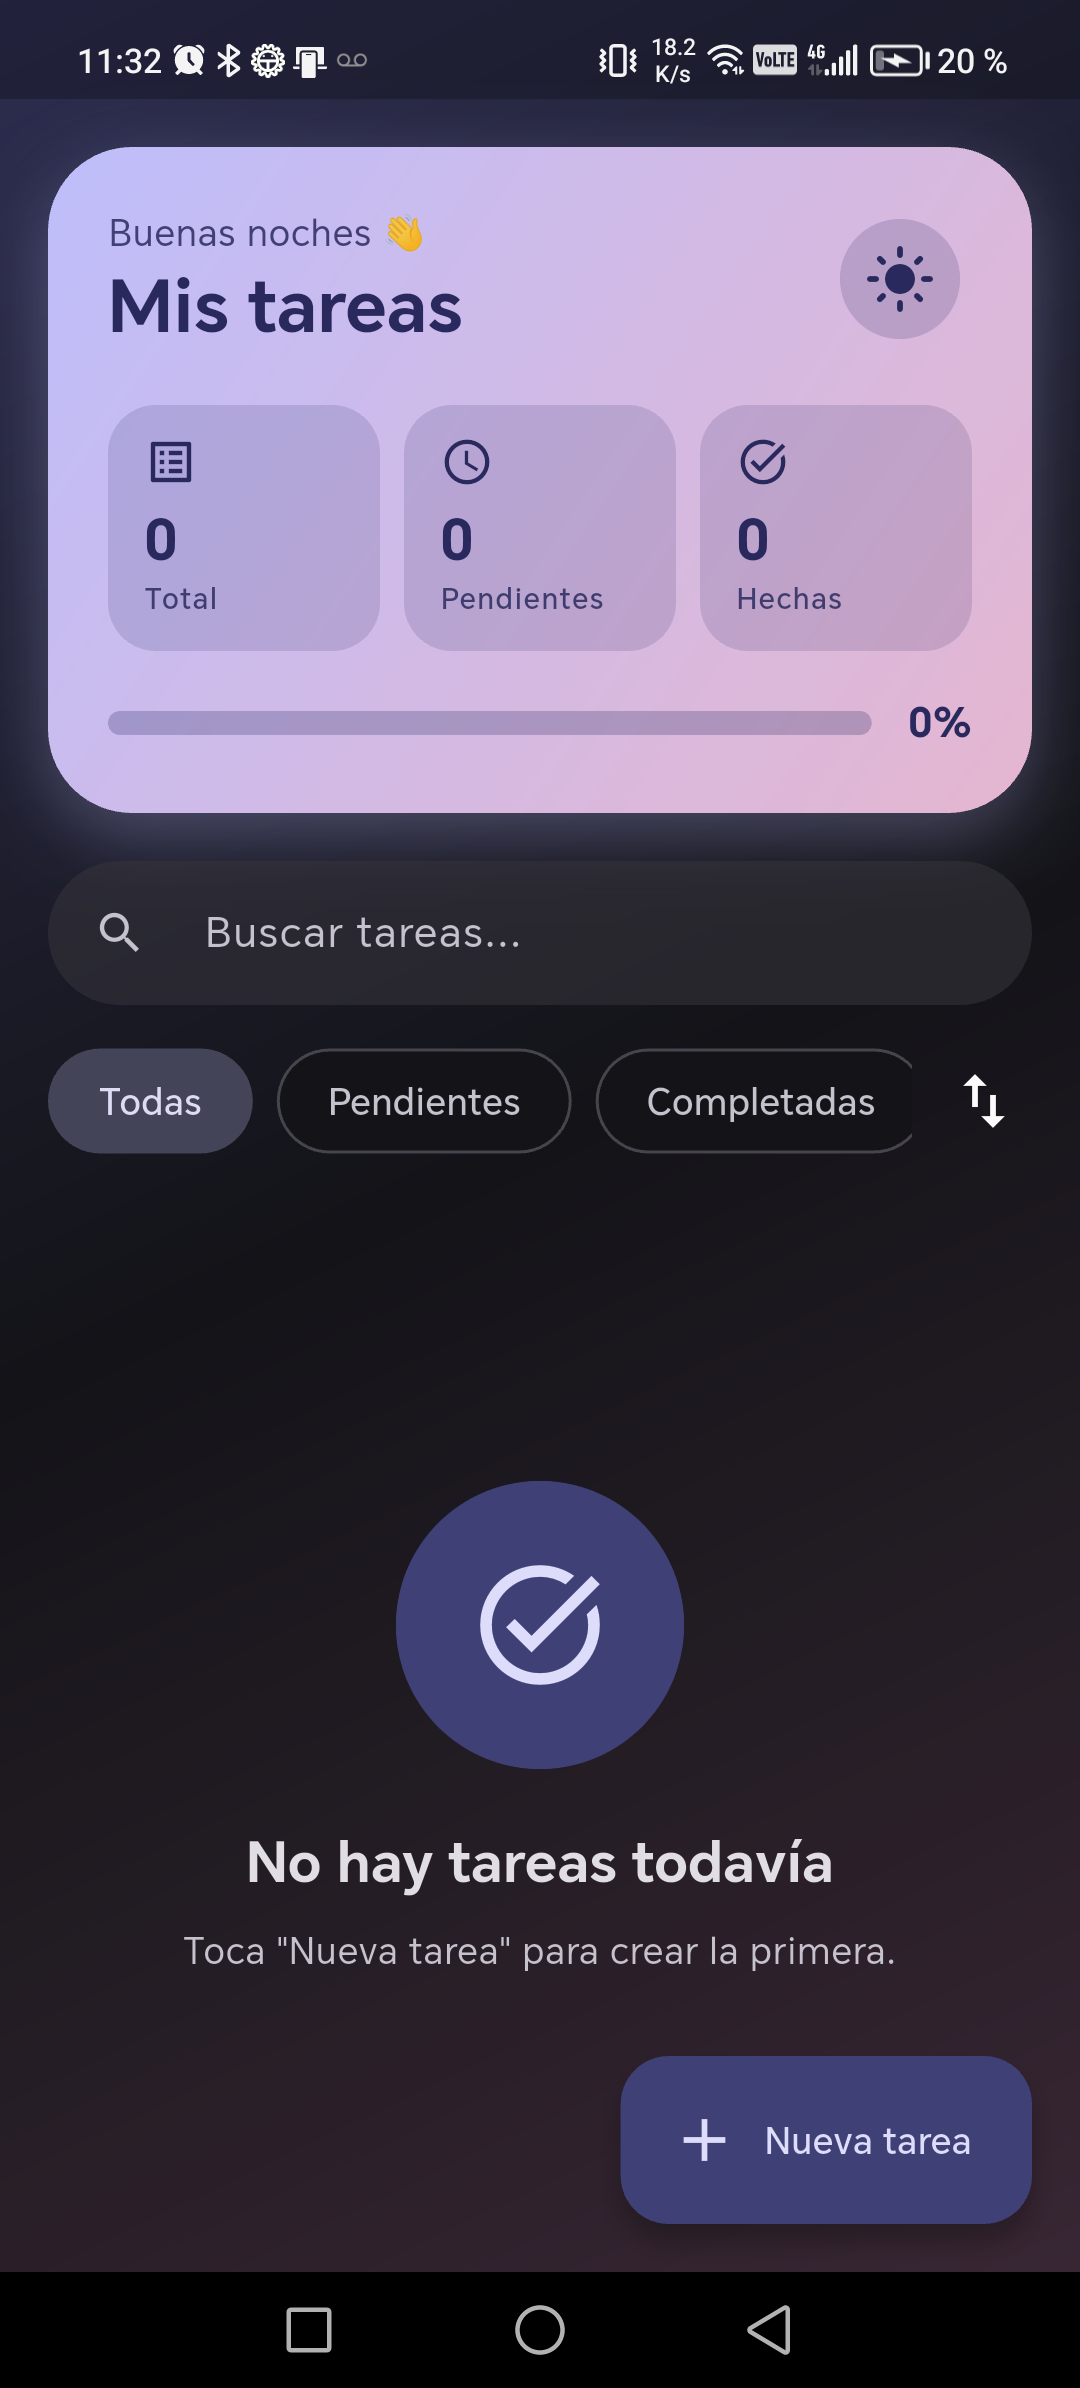 11:32
18.2
K/s
VoLTE
4G
20 %
Buenas noches 👋
Mis tareas
0
Total
0
Pendientes
0
Hechas
0%
Buscar tareas...
Todas
Pendientes
Completadas
No hay tareas todavía
Toca "Nueva tarea" para crear la primera.
Nueva tarea